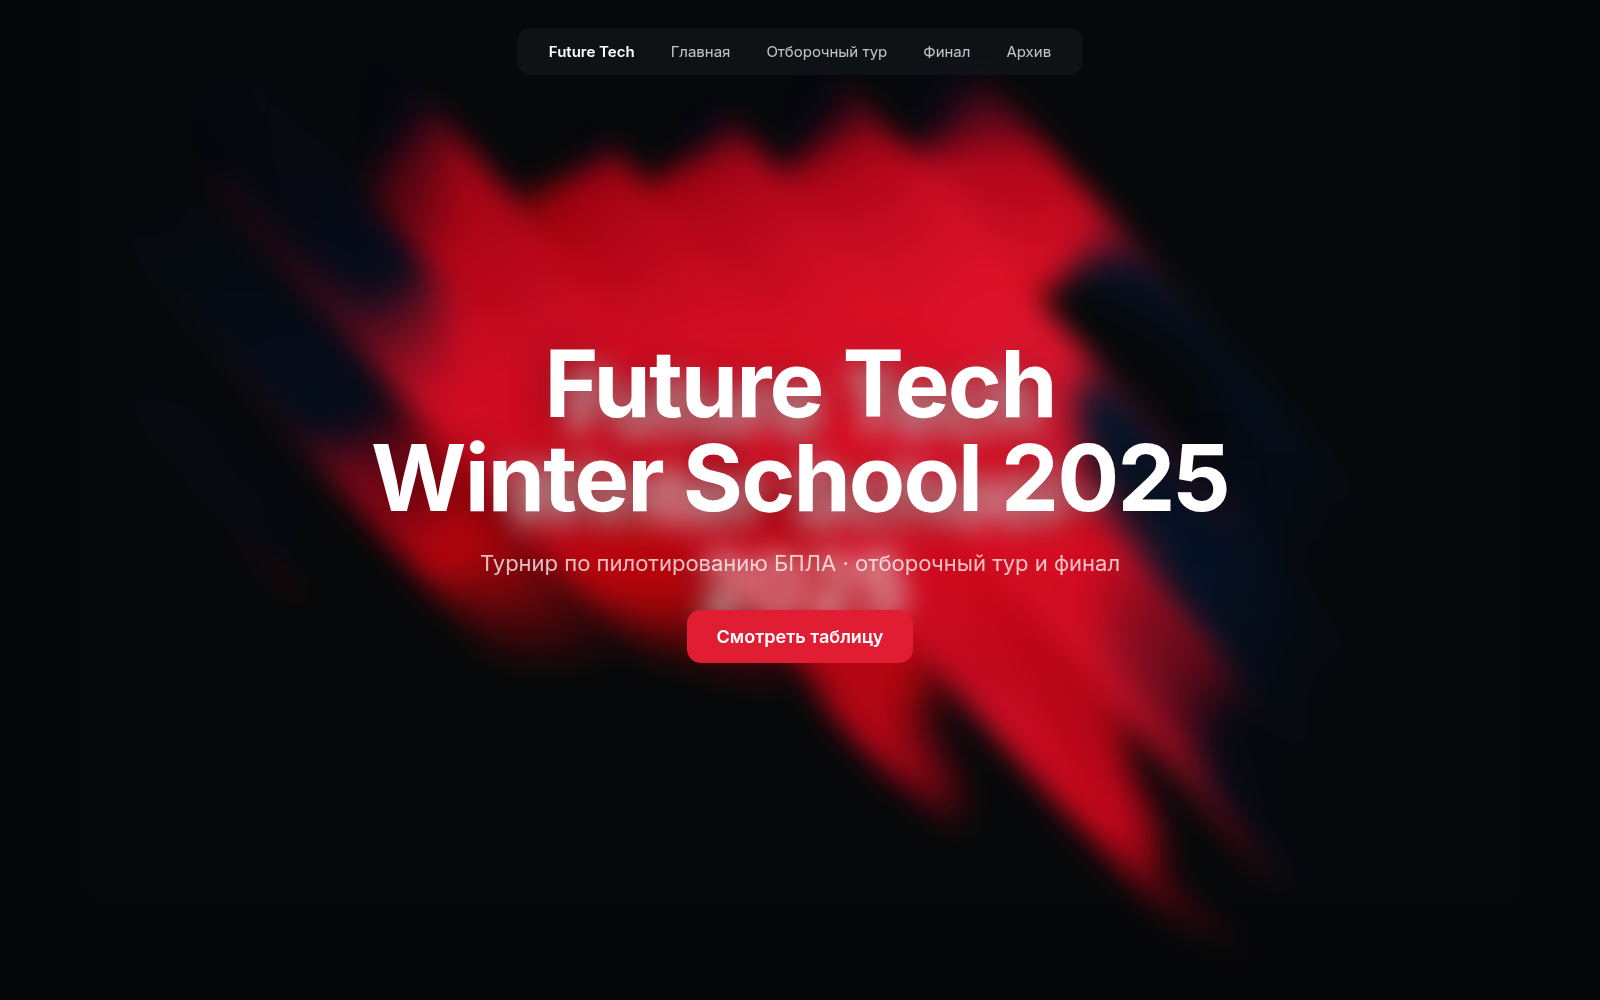 Future Tech Главная Отборочный тур Финал Архив
Future Tech
Winter School 2025
Турнир по пилотированию БПЛА · отборочный тур и финал
Смотреть таблицу